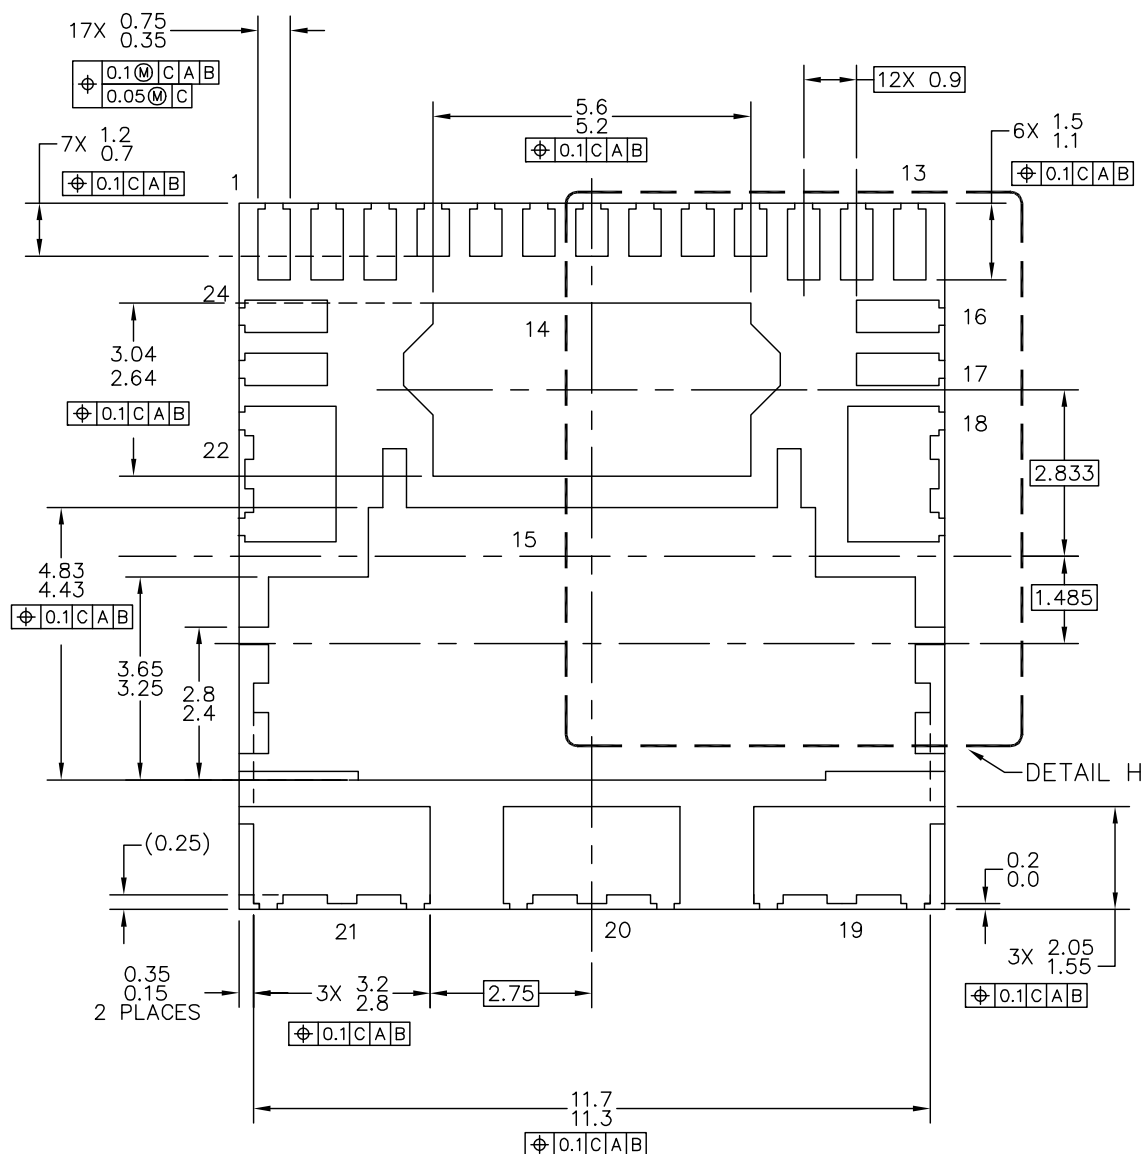 17X 0.75
0.35
⌖ 0.1 Ⓜ C A B
0.05 Ⓜ C
12X 0.9
5.6
5.2
⌖ 0.1 C A B
7X 1.2
0.7
⌖ 0.1 C A B
6X 1.5
1.1
⌖ 0.1 C A B
1
13
24
14
16
3.04
2.64
⌖ 0.1 C A B
17
18
22
2.833
15
4.83
4.43
⌖ 0.1 C A B
1.485
3.65
3.25
2.8
2.4
DETAIL H
(0.25)
0.2
0.0
21
20
19
3X 2.05
1.55
⌖ 0.1 C A B
0.35
0.15
2 PLACES
3X 3.2
2.8
⌖ 0.1 C A B
2.75
11.7
11.3
⌖ 0.1 C A B